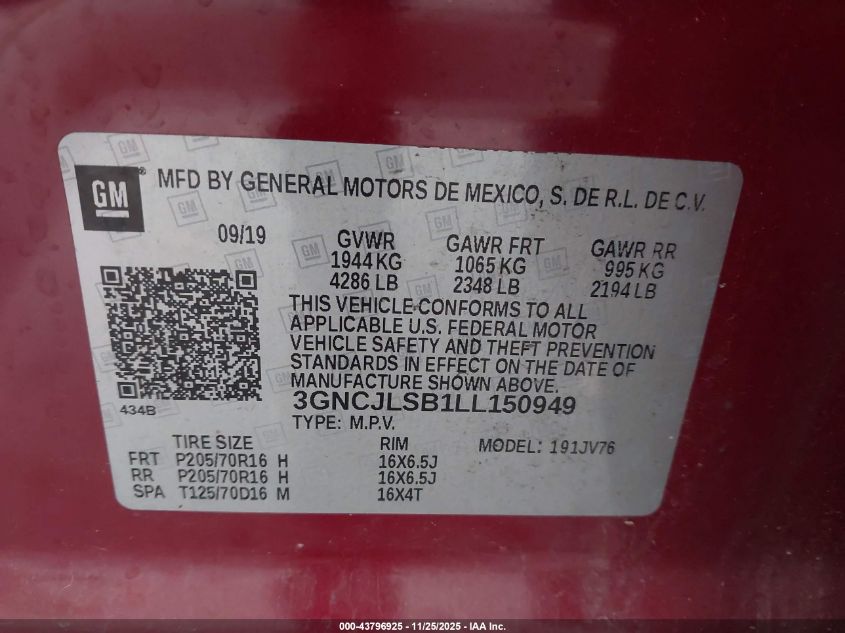 GM ® MFD BY GENERAL MOTORS DE MEXICO, S. DE R.L. DE C.V.
09/19 GVWR GAWR FRT GAWR RR
1944 KG 1065 KG 995 KG
4286 LB 2348 LB 2194 LB
THIS VEHICLE CONFORMS TO ALL
APPLICABLE U.S. FEDERAL MOTOR
VEHICLE SAFETY AND THEFT PREVENTION
STANDARDS IN EFFECT ON THE DATE OF
MANUFACTURE SHOWN ABOVE.
434B 3GNCJLSB1LL150949
TYPE: M.P.V.
TIRE SIZE RIM MODEL: 191JV76
FRT P205/70R16 H 16X6.5J
RR P205/70R16 H 16X6.5J
SPA T125/70D16 M 16X4T
000-43796925 - 11/25/2025 - IAA Inc.